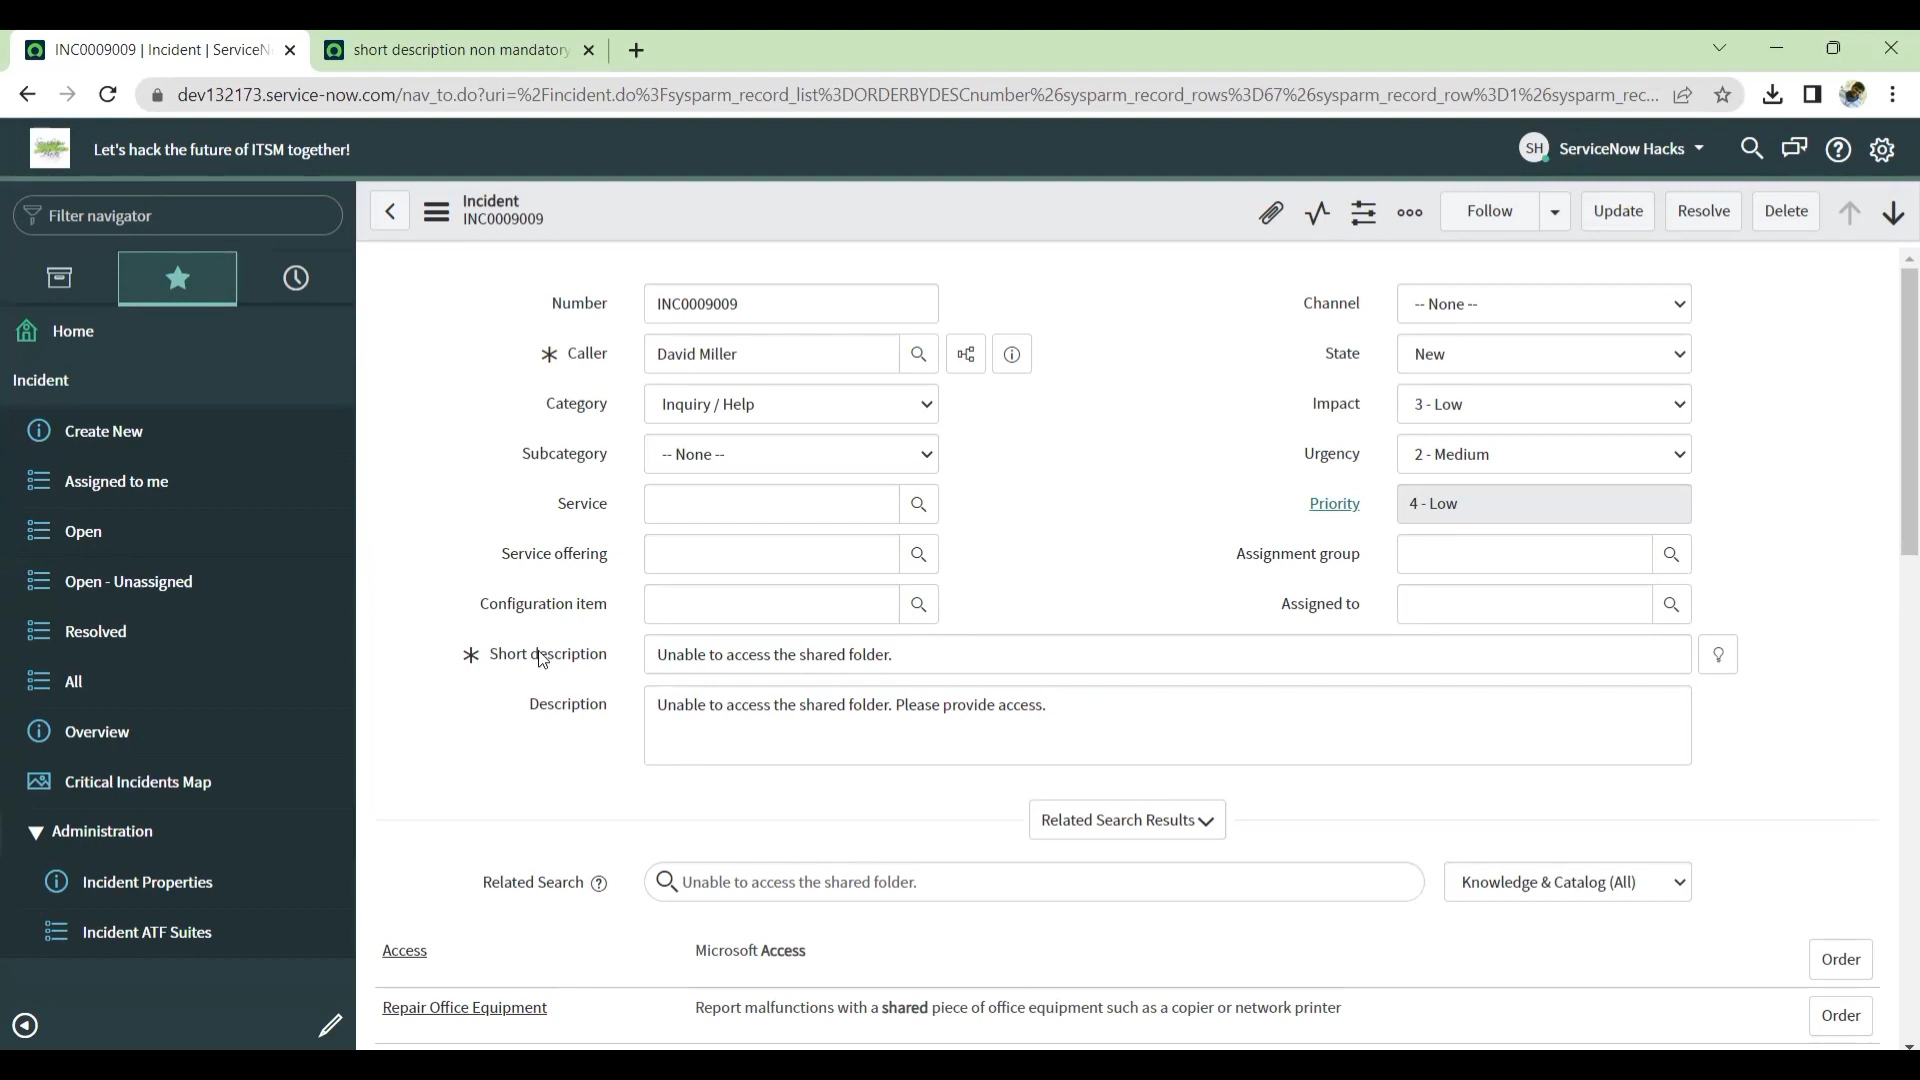 INC0009009 | Incident | ServiceN
short description non mandatory
dev132173.service-now.com/nav_to.do?uri=%2Fincident.do%3Fsysparm_record_list%3DORDERBYDESCnumber%26sysparm_record_rows%3D67%26sysparm_record_row%3D1%26sysparm_rec...
Let's hack the future of ITSM together!
SH ServiceNow Hacks
Filter navigator
Home
Incident
Create New
Assigned to me
Open
Open - Unassigned
Resolved
All
Overview
Critical Incidents Map
Administration
Incident Properties
Incident ATF Suites
Incident
INC0009009
Follow
Update
Resolve
Delete
Number INC0009009
Channel -- None --
Caller David Miller
State New
Category Inquiry / Help
Impact 3 - Low
Subcategory -- None --
Urgency 2 - Medium
Service
Priority 4 - Low
Service offering
Assignment group
Configuration item
Assigned to
Short description Unable to access the shared folder.
Description Unable to access the shared folder. Please provide access.
Related Search Results
Related Search Unable to access the shared folder. Knowledge & Catalog (All)
Access Microsoft Access Order
Repair Office Equipment Report malfunctions with a shared piece of office equipment such as a copier or network printer Order